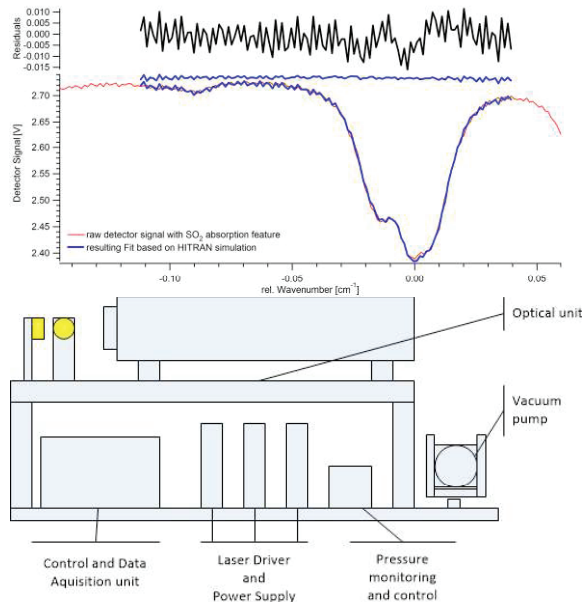 Residuals
0.010
0.005
0.000
-0.005
-0.010
-0.015
Detector Signal [V]
2.70
2.65
2.60
2.55
2.50
2.45
2.40
raw detector signal with SO2 absorption feature
resulting Fit based on HITRAN simulation
-0.10
-0.05
0.00
0.05
rel. Wavenumber [cm-1]
Optical unit
Vacuum
pump
Control and Data
Aquisition unit
Laser Driver
and
Power Supply
Pressure
monitoring
and control